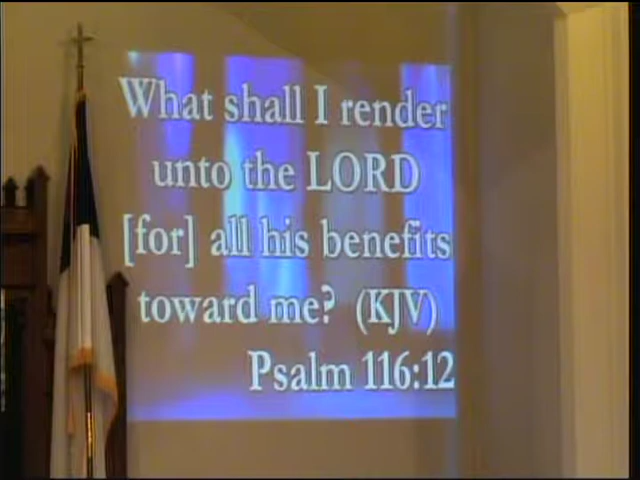 What shall I render
unto the LORD
[for] all his benefits
toward me? (KJV)
Psalm 116:12